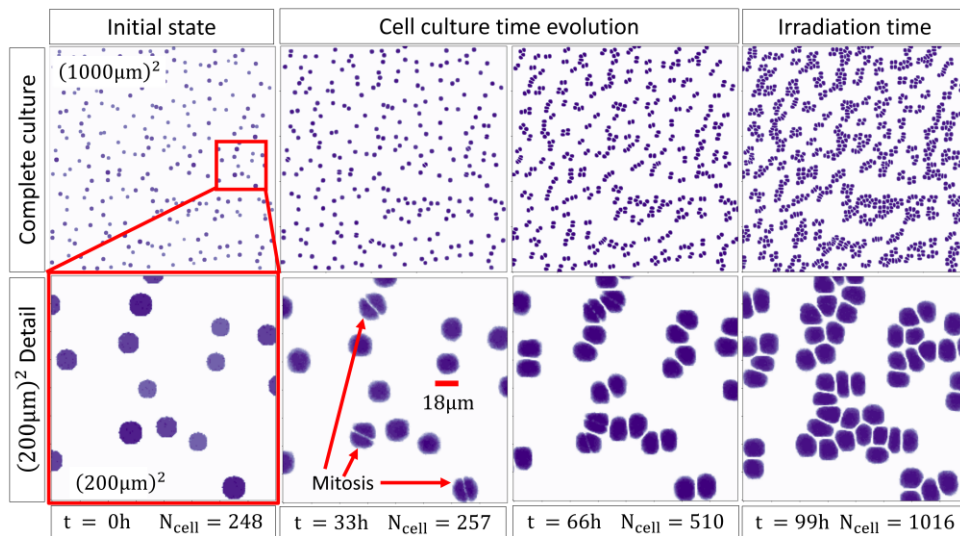 Initial state
Cell culture time evolution
Irradiation time
Complete culture
(1000μm)²
(200μm)² Detail
(200μm)²
18μm
Mitosis
t = 0h N_cell = 248
t = 33h N_cell = 257
t = 66h N_cell = 510
t = 99h N_cell = 1016